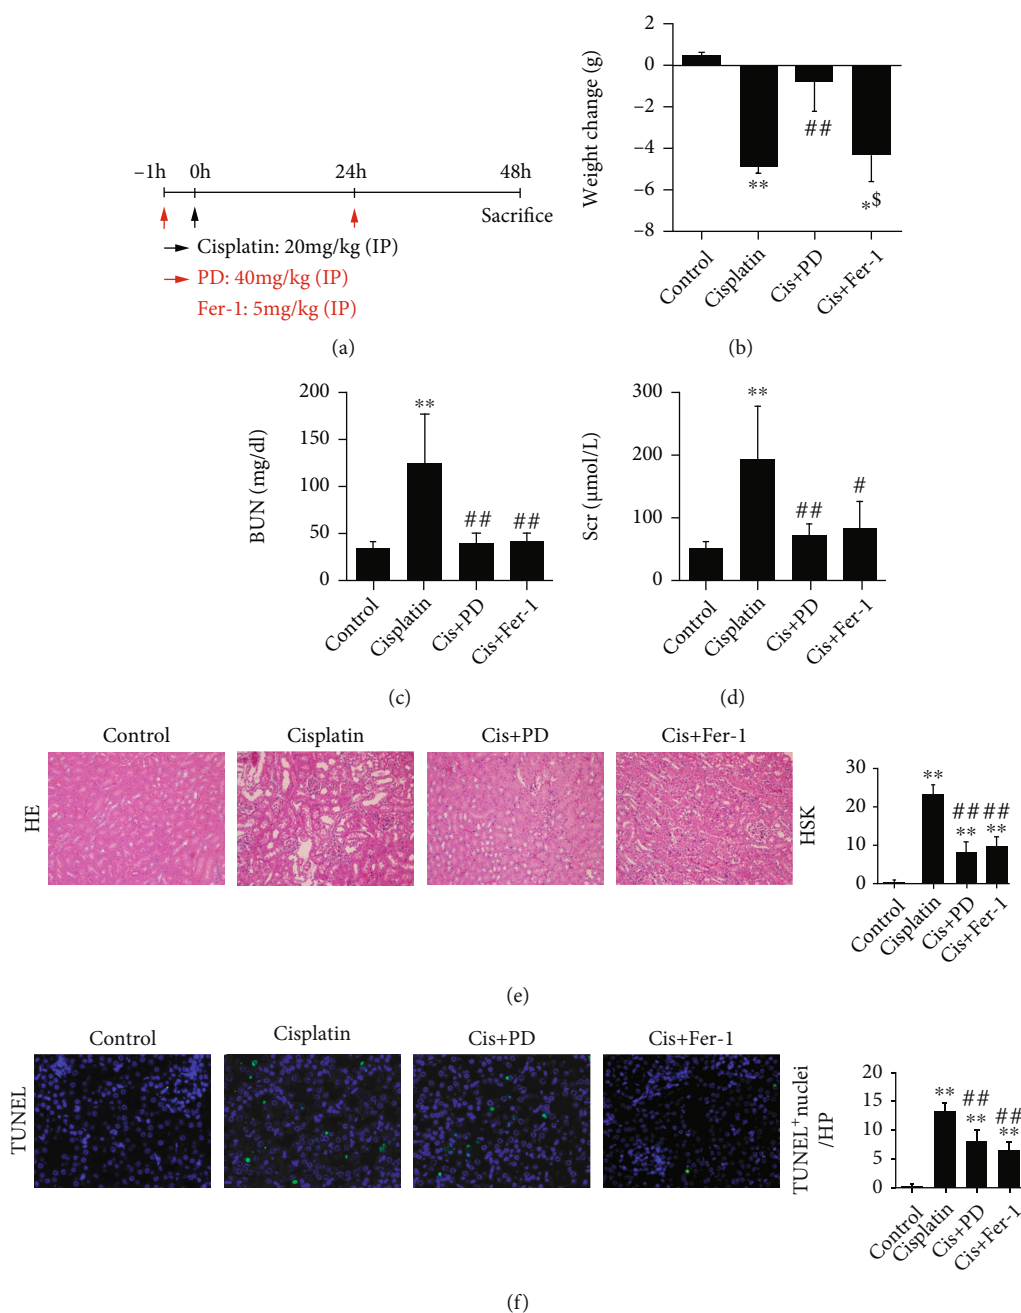 −1h 0h 24h 48h
Sacrifice
Cisplatin: 20mg/kg (IP)
PD: 40mg/kg (IP)
Fer-1: 5mg/kg (IP)
(a)
Weight change (g)
2
0
−2
−4
−6
−8
**
##
*$
Control
Cisplatin
Cis+PD
Cis+Fer-1
(b)
BUN (mg/dl)
200
150
100
50
0
**
##
##
Control
Cisplatin
Cis+PD
Cis+Fer-1
(c)
Scr (μmol/L)
300
200
100
0
**
##
#
Control
Cisplatin
Cis+PD
Cis+Fer-1
(d)
Control
Cisplatin
Cis+PD
Cis+Fer-1
HE
HSK
30
20
10
0
**
##
**
##
**
Control
Cisplatin
Cis+PD
Cis+Fer-1
(e)
Control
Cisplatin
Cis+PD
Cis+Fer-1
TUNEL
TUNEL+ nuclei
/HP
20
15
10
5
0
**
##
**
##
**
Control
Cisplatin
Cis+PD
Cis+Fer-1
(f)